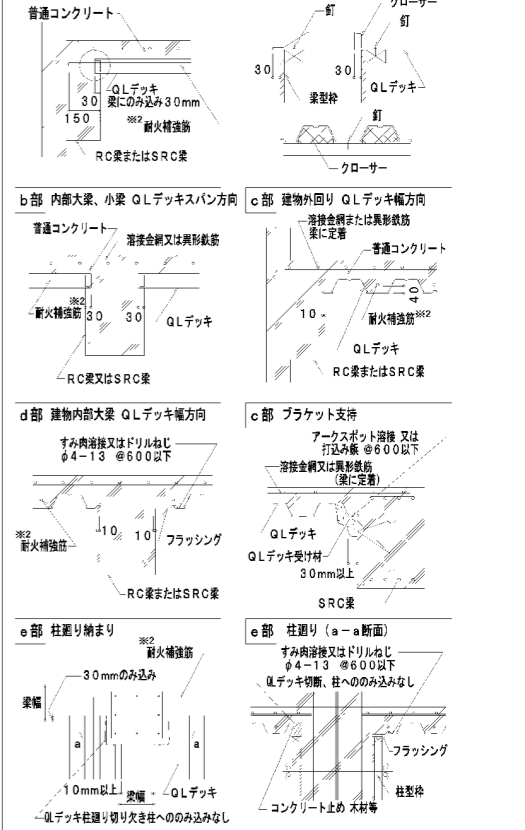 普通コンクリート
QLデッキ
30
梁にのみ込み30mm
150
※2
耐火補強筋
RC梁またはSRC梁
釘
クローサー
釘
30
30
梁型枠
QLデッキ
釘
クローサー
b部 内部大梁、小梁 QLデッキスパン方向
普通コンクリート
溶接金網又は異形鉄筋
※2
耐火補強筋
30
30
QLデッキ
RC梁又はSRC梁
c部 建物外回り QLデッキ幅方向
溶接金網または異形鉄筋
梁に定着
普通コンクリート
10
40
耐火補強筋※2
QLデッキ
RC梁またはSRC梁
d部 建物内部大梁 QLデッキ幅方向
すみ肉溶接又はドリルねじ
φ4-13 @600以下
※2
耐火補強筋
10
10
フラッシング
RC梁またはSRC梁
c部 ブラケット支持
アークスポット溶接 又は
打込み鋲 @600以下
溶接金網又は異形鉄筋
(梁に定着)
QLデッキ
QLデッキ受け材
30mm以上
SRC梁
e部 柱廻り納まり
※2
耐火補強筋
30mmのみ込み
梁幅
a
a
10mm以上
梁幅
QLデッキ
QLデッキ柱廻り切り欠き柱へののみ込みなし
e部 柱廻り(a-a断面)
すみ肉溶接又はドリルねじ
φ4-13 @600以下
QLデッキ切断、柱へののみ込みなし
フラッシング
柱型枠
コンクリート止め 木材等